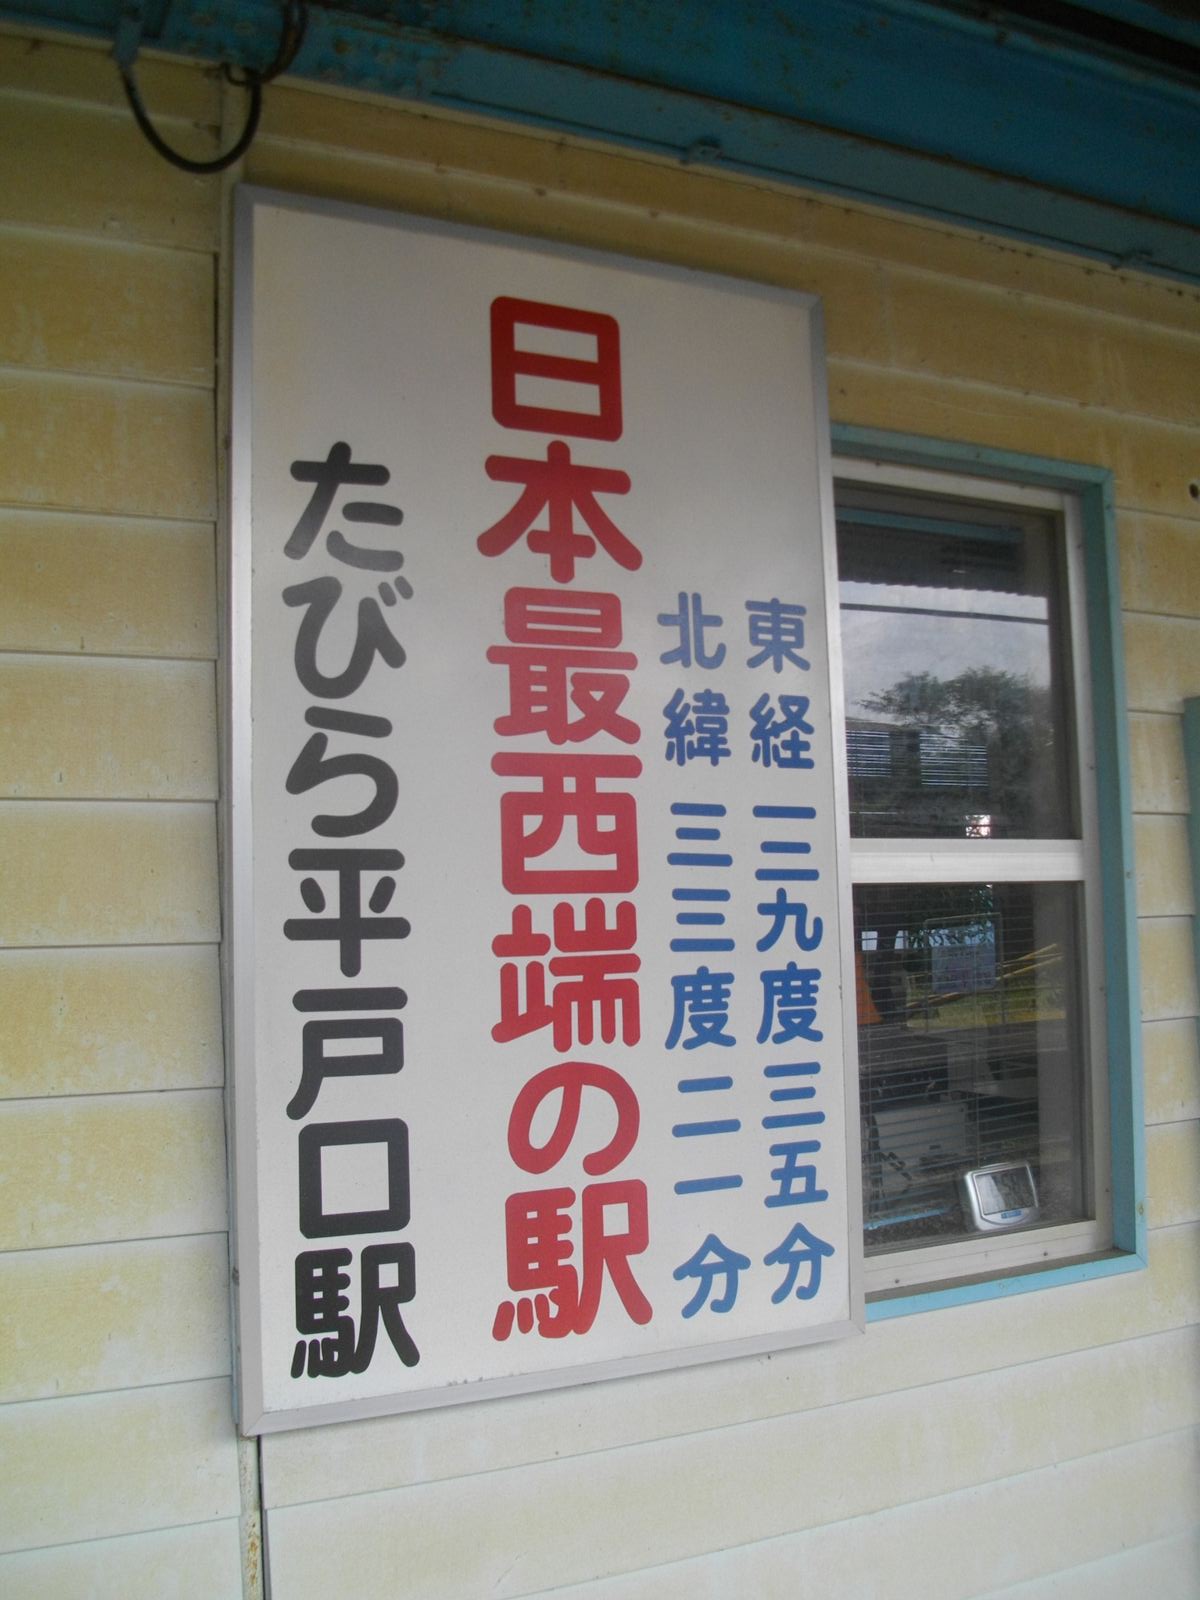 東経一二九度三五分
北緯三三度二一分
日本最西端の駅
たびら平戸口駅